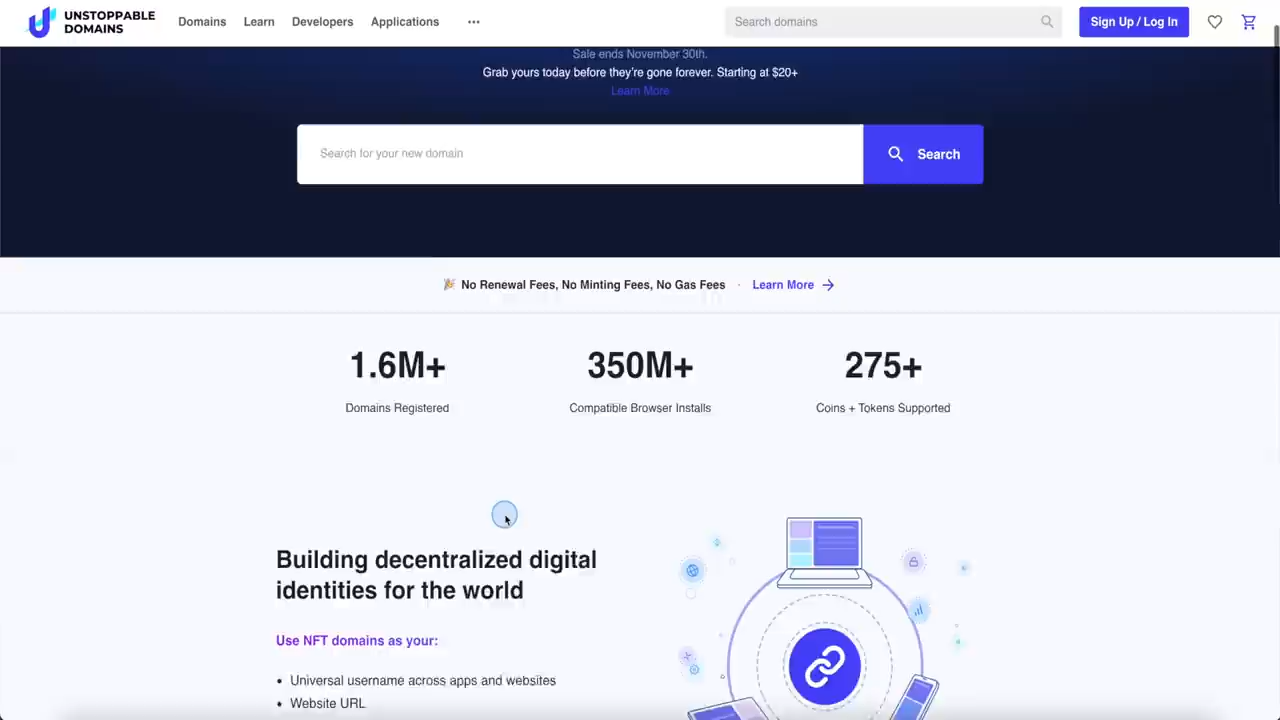 UNSTOPPABLE
DOMAINS
Domains
Learn
Developers
Applications
Search domains
Sign Up / Log In
Sale ends November 30th.
Grab yours today before they're gone forever. Starting at $20+
Learn More
Search for your new domain
Search
No Renewal Fees, No Minting Fees, No Gas Fees · Learn More
1.6M+
350M+
275+
Domains Registered
Compatible Browser Installs
Coins + Tokens Supported
Building decentralized digital
identities for the world
Use NFT domains as your:
• Universal username across apps and websites
• Website URL